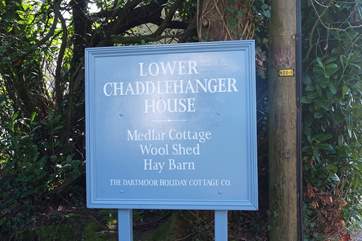 LOWER
CHADDLEHANGER
HOUSE
Medlar Cottage
Wool Shed
Hay Barn
THE DARTMOOR HOLIDAY COTTAGE CO.